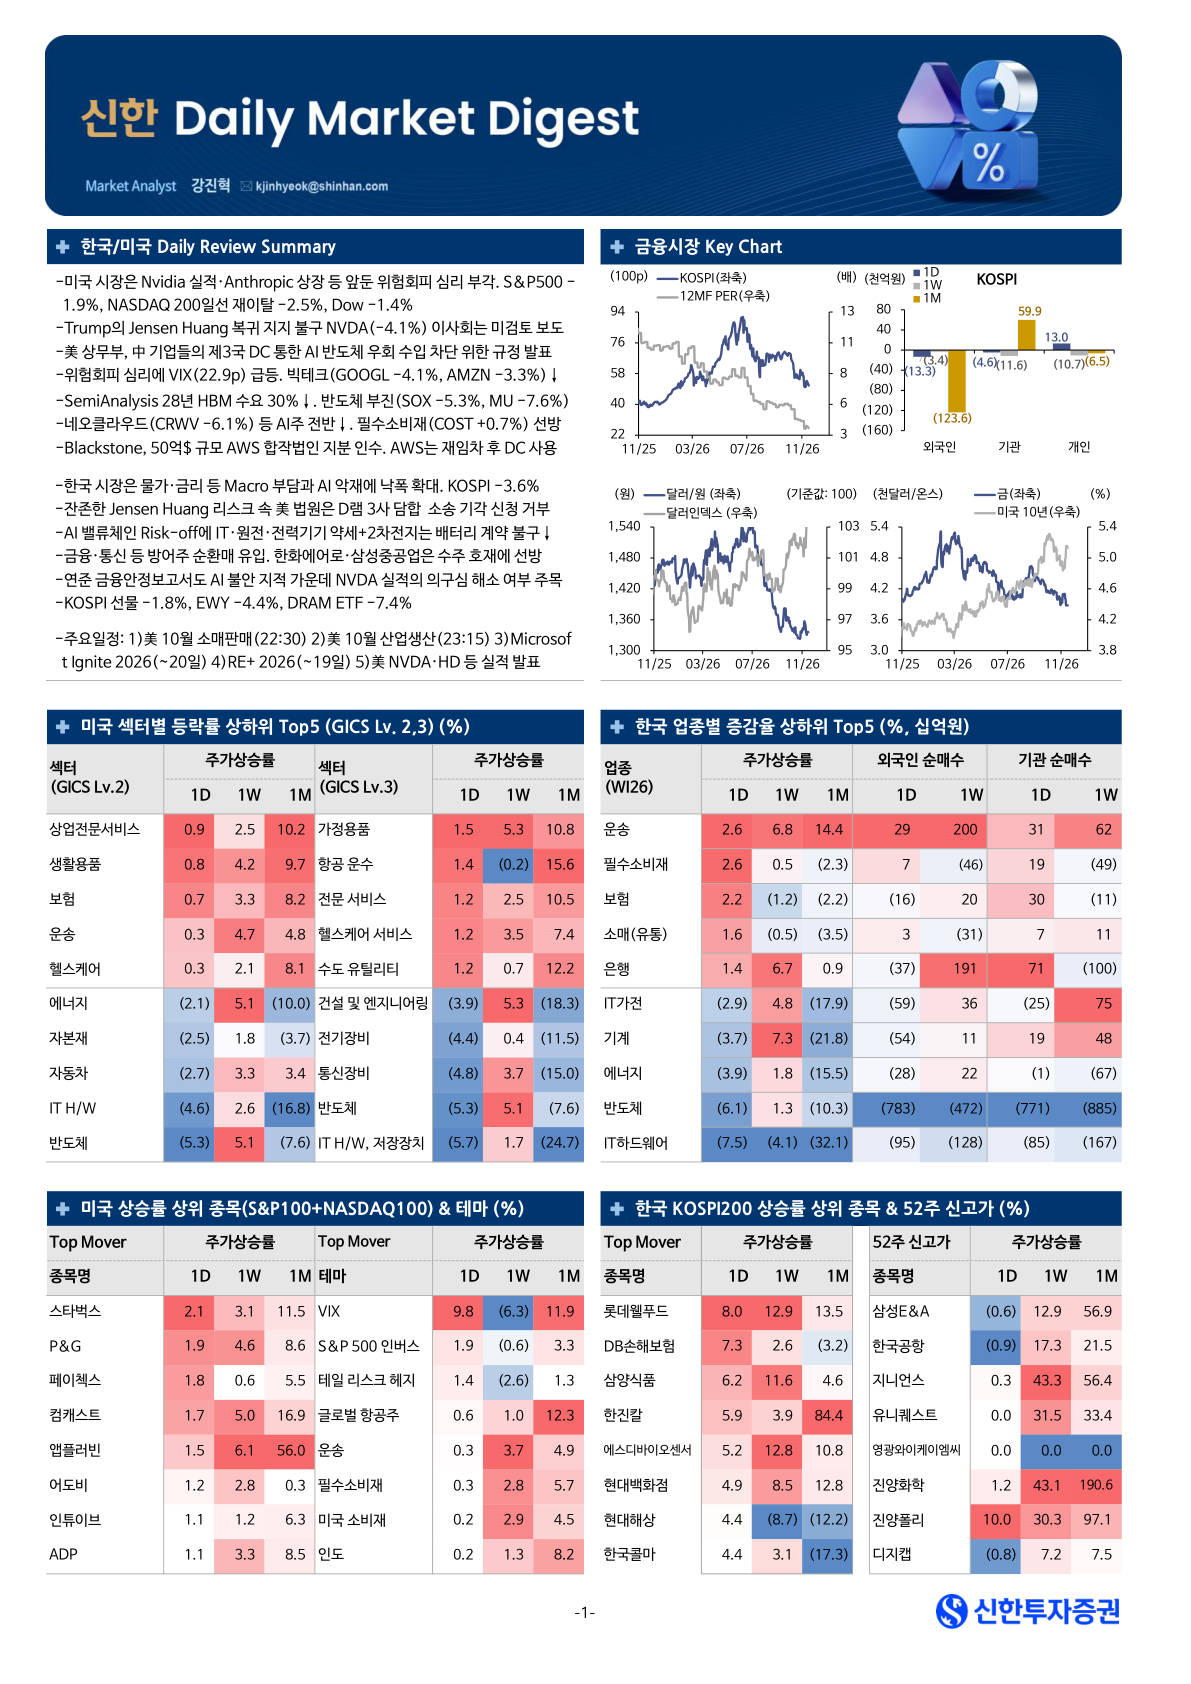 신한 Daily Market Digest
Market Analyst 강진혁 kjinhyeok@shinhan.com
한국/미국 Daily Review Summary
-미국 시장은 Nvidia 실적·Anthropic 상장 등 앞둔 위험회피 심리 부각. S&P500 -
1.9%, NASDAQ 200일선 재이탈 -2.5%, Dow -1.4%
-Trump의 Jensen Huang 복귀 지지 불구 NVDA(-4.1%) 이사회는 미검토 보도
-美 상무부, 中 기업들의 제3국 DC 통한 AI 반도체 우회 수입 차단 위한 규정 발표
-위험회피 심리에 VIX(22.9p) 급등. 빅테크(GOOGL -4.1%, AMZN -3.3%)↓
-SemiAnalysis 28년 HBM 수요 30%↓. 반도체 부진(SOX -5.3%, MU -7.6%)
-네오클라우드(CRWV -6.1%) 등 AI주 전반↓. 필수소비재(COST +0.7%) 선방
-Blackstone, 50억$ 규모 AWS 합작법인 지분 인수. AWS는 재임차 후 DC 사용
-한국 시장은 물가·금리 등 Macro 부담과 AI 악재에 낙폭 확대. KOSPI -3.6%
-잔존한 Jensen Huang 리스크 속 美 법원은 D램 3사 담합 소송 기각 신청 거부
-AI 밸류체인 Risk-off에 IT·원전·전력기기 약세+2차전지는 배터리 계약 불구↓
-금융·통신 등 방어주 순환매 유입. 한화에어로·삼성중공업은 수주 호재에 선방
-연준 금융안정보고서도 AI 불안 지적 가운데 NVDA 실적의 의구심 해소 여부 주목
-KOSPI 선물 -1.8%, EWY -4.4%, DRAM ETF -7.4%
-주요일정: 1)美 10월 소매판매(22:30) 2)美 10월 산업생산(23:15) 3)Microsof
t Ignite 2026(~20일) 4)RE+ 2026(~19일) 5)美 NVDA·HD 등 실적 발표
금융시장 Key Chart
(100p) KOSPI(좌축) (배)
12MF PER(우축)
94 13
76 11
58 8
40 6
22 3
11/25 03/26 07/26 11/26
(천억원) 1D KOSPI
1W
1M
80
40
0
(40)
(80)
(120)
(160)
59.9
13.0
(3.4)
(13.3)
(4.6)
(11.6)
(10.7)
(6.5)
(123.6)
외국인 기관 개인
(원) 달러/원 (좌축) (기준값: 100)
달러인덱스 (우축)
1,540 103
1,480 101
1,420 99
1,360 97
1,300 95
11/25 03/26 07/26 11/26
(천달러/온스) 금(좌축) (%)
미국 10년(우축)
5.4 5.4
4.8 5.0
4.2 4.6
3.6 4.2
3.0 3.8
11/25 03/26 07/26 11/26
미국 섹터별 등락률 상하위 Top5 (GICS Lv. 2,3) (%)
섹터 (GICS Lv.2) 주가상승률 섹터 (GICS Lv.3) 주가상승률
1D 1W 1M 1D 1W 1M
상업전문서비스 0.9 2.5 10.2 가정용품 1.5 5.3 10.8
생활용품 0.8 4.2 9.7 항공 운수 1.4 (0.2) 15.6
보험 0.7 3.3 8.2 전문 서비스 1.2 2.5 10.5
운송 0.3 4.7 4.8 헬스케어 서비스 1.2 3.5 7.4
헬스케어 0.3 2.1 8.1 수도 유틸리티 1.2 0.7 12.2
에너지 (2.1) 5.1 (10.0) 건설 및 엔지니어링 (3.9) 5.3 (18.3)
자본재 (2.5) 1.8 (3.7) 전기장비 (4.4) 0.4 (11.5)
자동차 (2.7) 3.3 3.4 통신장비 (4.8) 3.7 (15.0)
IT H/W (4.6) 2.6 (16.8) 반도체 (5.3) 5.1 (7.6)
반도체 (5.3) 5.1 (7.6) IT H/W, 저장장치 (5.7) 1.7 (24.7)
한국 업종별 증감율 상하위 Top5 (%, 십억원)
업종 (WI26) 주가상승률 외국인 순매수 기관 순매수
1D 1W 1M 1D 1W 1D 1W
운송 2.6 6.8 14.4 29 200 31 62
필수소비재 2.6 0.5 (2.3) 7 (46) 19 (49)
보험 2.2 (1.2) (2.2) (16) 20 30 (11)
소매(유통) 1.6 (0.5) (3.5) 3 (31) 7 11
은행 1.4 6.7 0.9 (37) 191 71 (100)
IT가전 (2.9) 4.8 (17.9) (59) 36 (25) 75
기계 (3.7) 7.3 (21.8) (54) 11 19 48
에너지 (3.9) 1.8 (15.5) (28) 22 (1) (67)
반도체 (6.1) 1.3 (10.3) (783) (472) (771) (885)
IT하드웨어 (7.5) (4.1) (32.1) (95) (128) (85) (167)
미국 상승률 상위 종목(S&P100+NASDAQ100) & 테마 (%)
Top Mover 주가상승률 Top Mover 주가상승률
종목명 1D 1W 1M 테마 1D 1W 1M
스타벅스 2.1 3.1 11.5 VIX 9.8 (6.3) 11.9
P&G 1.9 4.6 8.6 S&P 500 인버스 1.9 (0.6) 3.3
페이첵스 1.8 0.6 5.5 테일 리스크 헤지 1.4 (2.6) 1.3
컴캐스트 1.7 5.0 16.9 글로벌 항공주 0.6 1.0 12.3
앱플러빈 1.5 6.1 56.0 운송 0.3 3.7 4.9
어도비 1.2 2.8 0.3 필수소비재 0.3 2.8 5.7
인튜이브 1.1 1.2 6.3 미국 소비재 0.2 2.9 4.5
ADP 1.1 3.3 8.5 인도 0.2 1.3 8.2
한국 KOSPI200 상승률 상위 종목 & 52주 신고가 (%)
Top Mover 주가상승률 52주 신고가 주가상승률
종목명 1D 1W 1M 종목명 1D 1W 1M
롯데웰푸드 8.0 12.9 13.5 삼성E&A (0.6) 12.9 56.9
DB손해보험 7.3 2.6 (3.2) 한국공항 (0.9) 17.3 21.5
삼양식품 6.2 11.6 4.6 지니언스 0.3 43.3 56.4
한진칼 5.9 3.9 84.4 유니퀘스트 0.0 31.5 33.4
에스디바이오센서 5.2 12.8 10.8 영광와이케이엠씨 0.0 0.0 0.0
현대백화점 4.9 8.5 12.8 진양화학 1.2 43.1 190.6
현대해상 4.4 (8.7) (12.2) 진양폴리 10.0 30.3 97.1
한국콜마 4.4 3.1 (17.3) 디지캡 (0.8) 7.2 7.5
-1-
신한투자증권